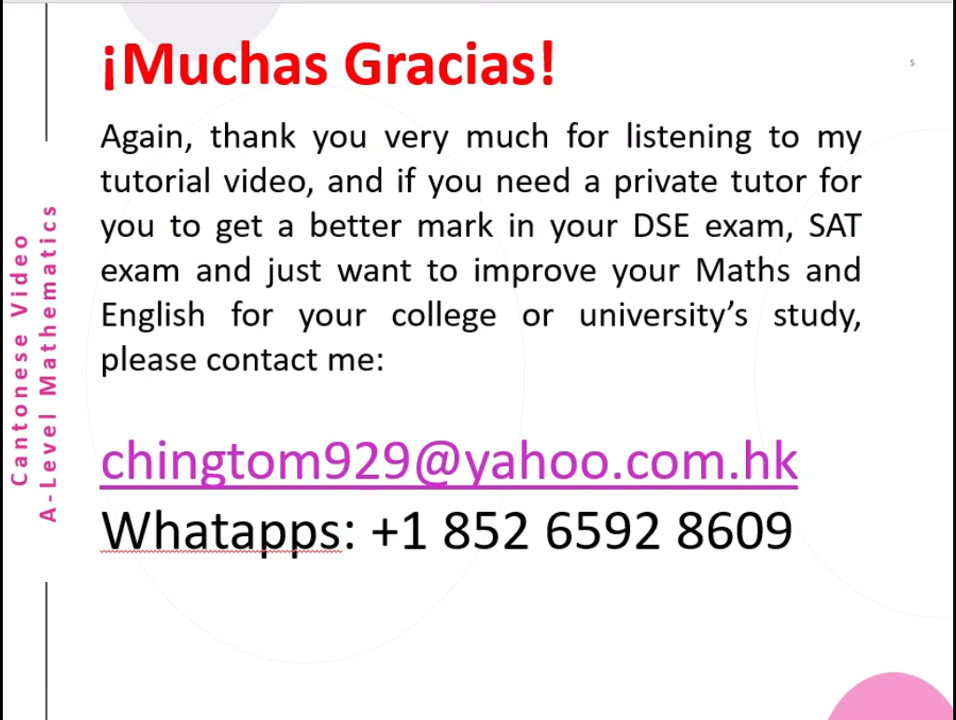 ¡Muchas Gracias!
5
Again, thank you very much for listening to my
tutorial video, and if you need a private tutor for
you to get a better mark in your DSE exam, SAT
exam and just want to improve your Maths and
English for your college or university’s study,
please contact me:
chingtom929@yahoo.com.hk
Whatapps: +1 852 6592 8609
Cantonese Video
A-Level Mathematics